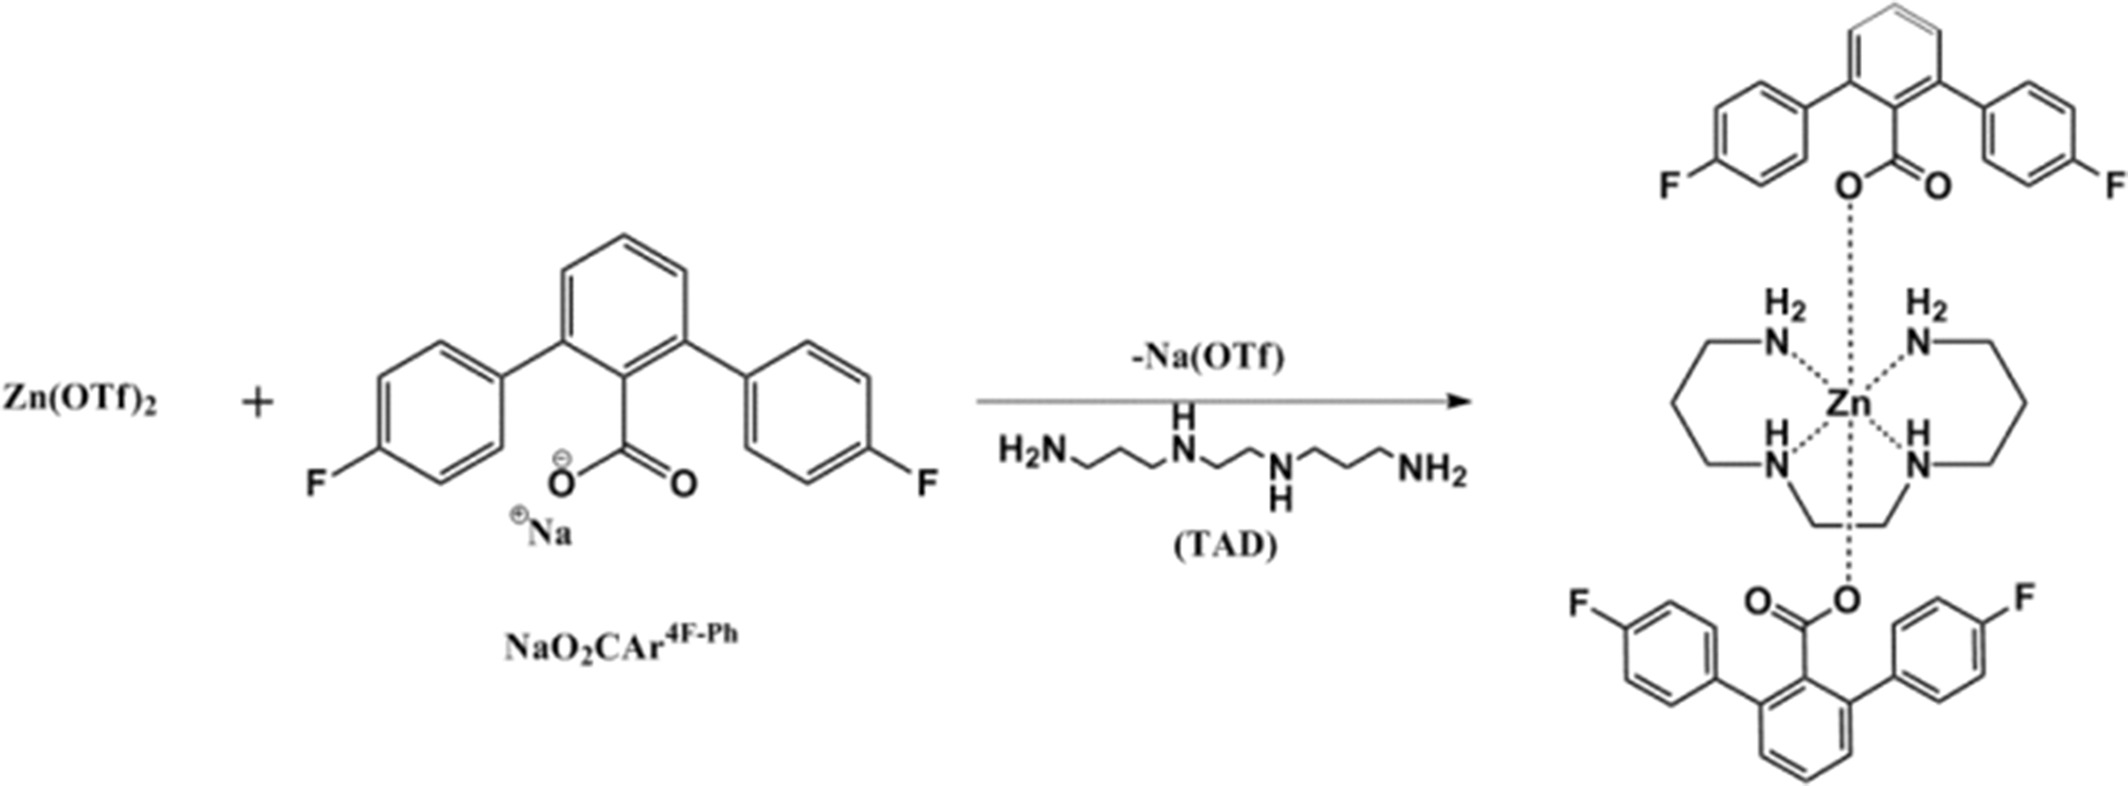 Zn(OTf)₂
+
F
F
O
⊖
O
⊕
Na
NaO₂CAr⁴F⁻ᴾʰ
-Na(OTf)
H₂N
H
N
N
H
NH₂
(TAD)
F
F
O
O
H₂
N
H₂
N
Zn
H
N
H
N
F
O
O
F